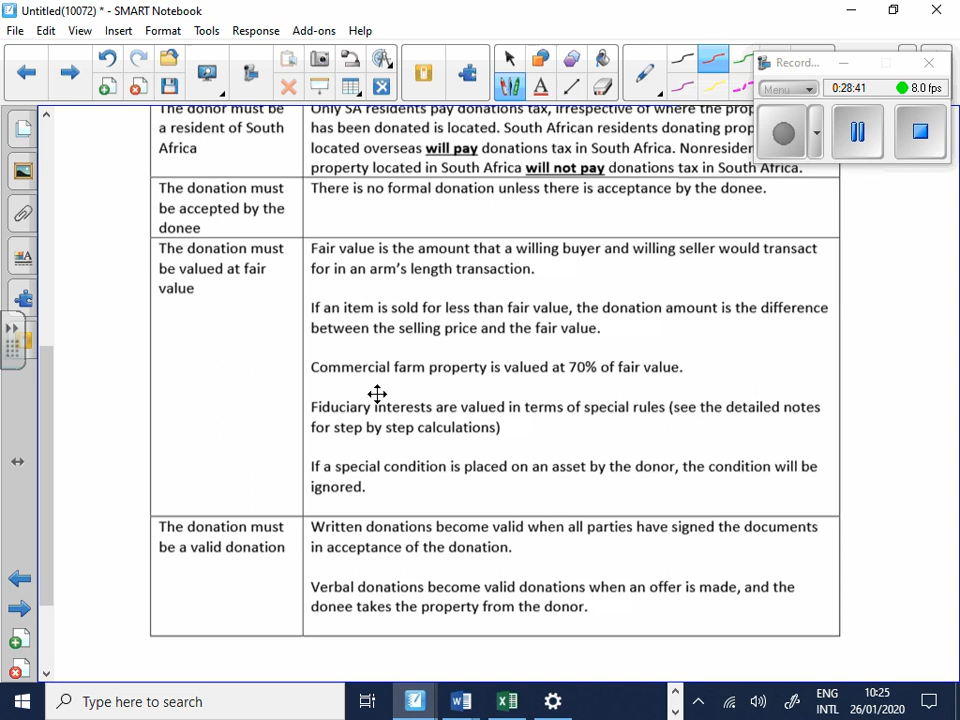 Untitled(10072) * - SMART Notebook
File Edit View Insert Format Tools Response Add-ons Help
Record...
Menu
0:28:41
8.0 fps
The donor must be
a resident of South
Africa
Only SA residents pay donations tax, irrespective of where the
has been donated is located. South African residents donating
located overseas will pay donations tax in South Africa.
property located in South Africa will not pay donations tax in South Africa.
The donation must
be accepted by the
donee
There is no formal donation unless there is acceptance by the donee.
The donation must
be valued at fair
value
Fair value is the amount that a willing buyer and willing seller would transact
for in an arm's length transaction.
If an item is sold for less than fair value, the donation amount is the difference
between the selling price and the fair value.
Commercial farm property is valued at 70% of fair value.
Fiduciary interests are valued in terms of special rules (see the detailed notes
for step by step calculations)
If a special condition is placed on an asset by the donor, the condition will be
ignored.
The donation must
be a valid donation
Written donations become valid when all parties have signed the documents
in acceptance of the donation.
Verbal donations become valid donations when an offer is made, and the
donee takes the property from the donor.
Type here to search
ENG
INTL
10:25
26/01/2020